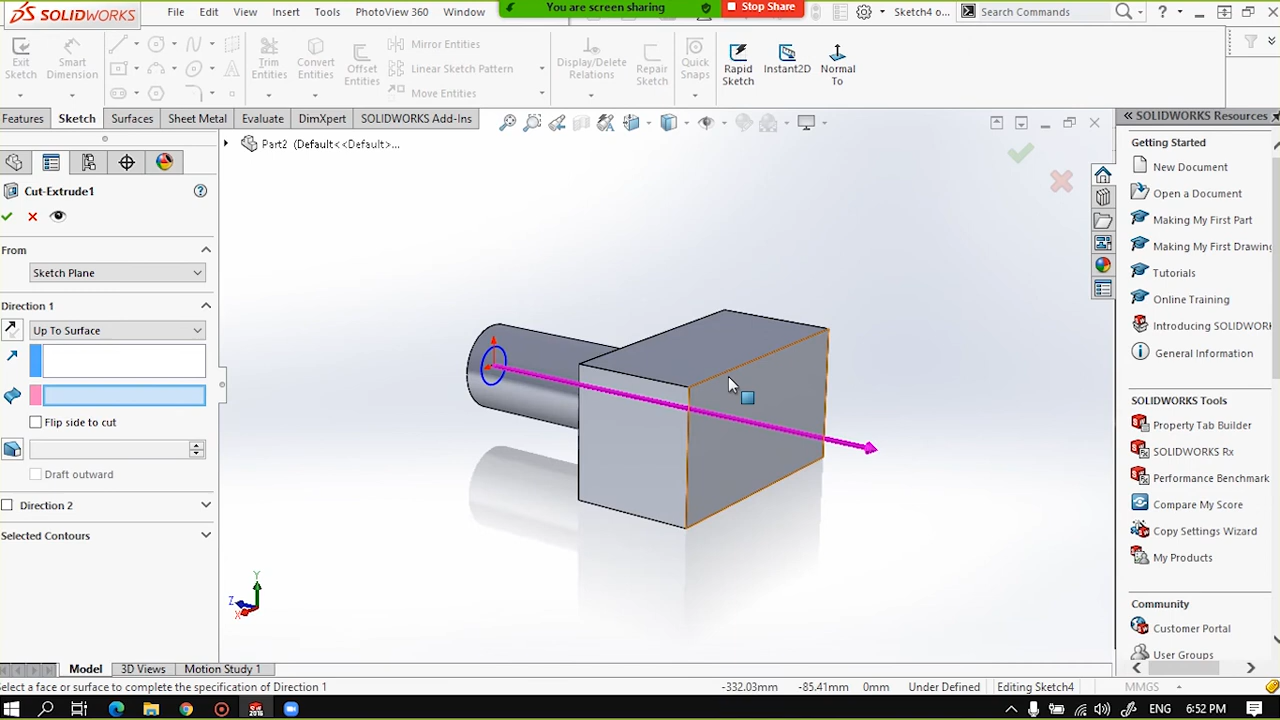 SOLIDWORKS
File Edit View Insert Tools PhotoView 360 Window
You are screen sharing
Stop Share
Sketch4 o...
Search Commands
Exit Sketch
Smart Dimension
Trim Entities
Convert Entities
Offset Entities
Mirror Entities
Linear Sketch Pattern
Move Entities
Display/Delete Relations
Repair Sketch
Quick Snaps
Rapid Sketch
Instant2D
Normal To
Features Sketch Surfaces Sheet Metal Evaluate DimXpert SOLIDWORKS Add-Ins
SOLIDWORKS Resources
Part2 (Default<<Default>...
Cut-Extrude1
From
Sketch Plane
Direction 1
Up To Surface
Flip side to cut
Draft outward
Direction 2
Selected Contours
Y
Z
X
Getting Started
New Document
Open a Document
Making My First Part
Making My First Drawing
Tutorials
Online Training
Introducing SOLIDWOR
General Information
SOLIDWORKS Tools
Property Tab Builder
SOLIDWORKS Rx
Performance Benchmark
Compare My Score
Copy Settings Wizard
My Products
Community
Customer Portal
User Groups
Model 3D Views Motion Study 1
Select a face or surface to complete the specification of Direction 1
-332.03mm -85.41mm 0mm Under Defined Editing Sketch4 MMGS
SW
2016
ENG 6:52 PM